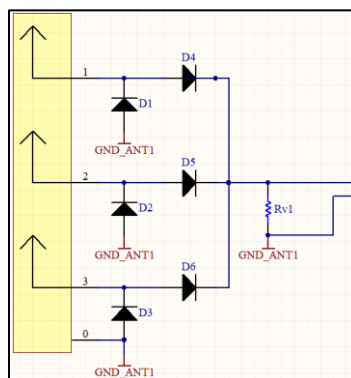 D4
1
D1
GND_ANT1
D5
2
D2
Rv1
GND_ANT1
GND_ANT1
D6
3
D3
0
GND_ANT1